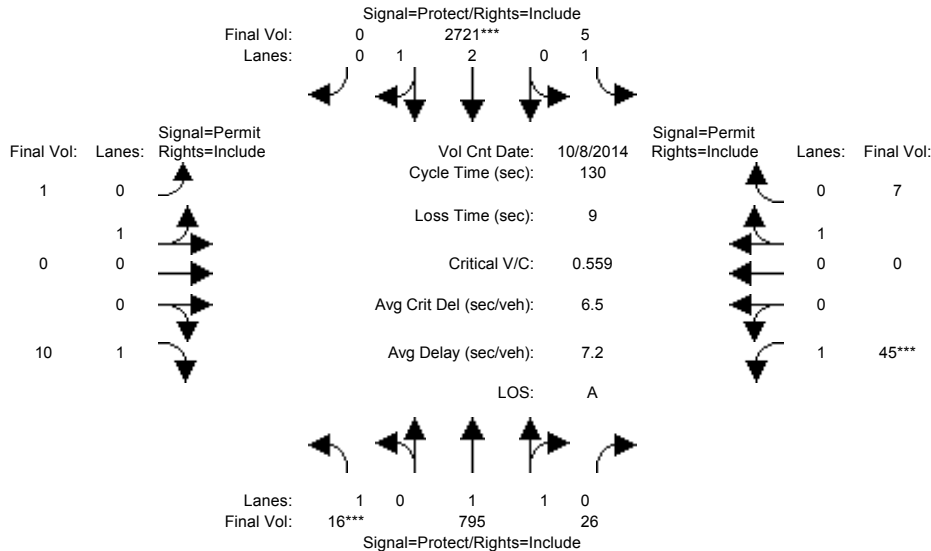 Signal=Protect/Rights=Include
Final Vol: 0 2721*** 5
Lanes: 0 1 2 0 1
Signal=Permit Signal=Permit
Final Vol: Lanes: Rights=Include Vol Cnt Date: 10/8/2014 Rights=Include Lanes: Final Vol:
Cycle Time (sec): 130
1 0 0 7
Loss Time (sec): 9
1 1
0 0 Critical V/C: 0.559 0 0
0 Avg Crit Del (sec/veh): 6.5 0
10 1 Avg Delay (sec/veh): 7.2 1 45***
LOS: A
Lanes: 1 0 1 1 0
Final Vol: 16*** 795 26
Signal=Protect/Rights=Include